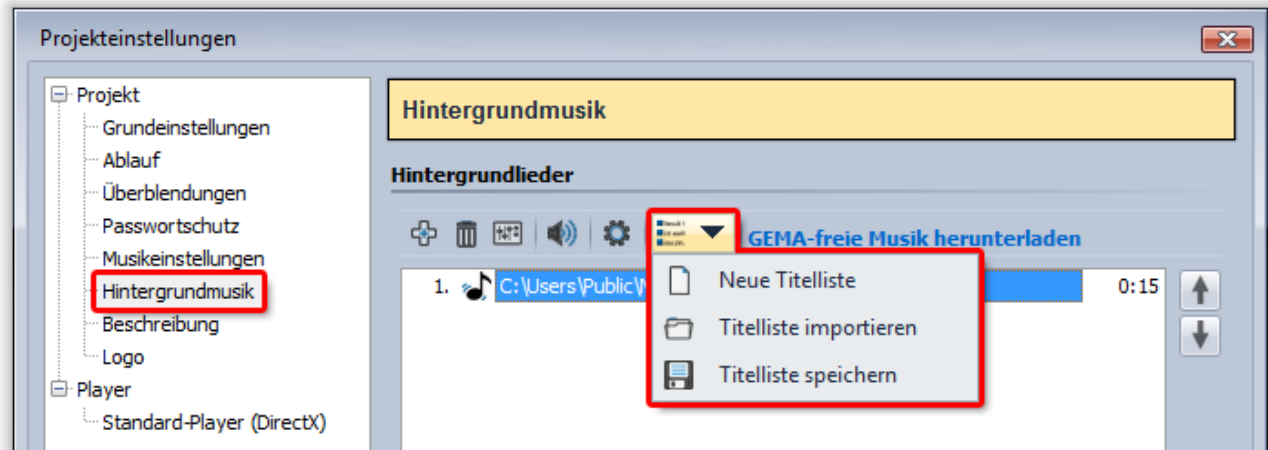 Projekteinstellungen
Projekt
Grundeinstellungen
Ablauf
Überblendungen
Passwortschutz
Musikeinstellungen
Hintergrundmusik
Beschreibung
Logo
Player
Standard-Player (DirectX)
Hintergrundmusik
Hintergrundlieder
GEMA-freie Musik herunterladen
1. C:\Users\Public\ 0:15
Neue Titelliste
Titelliste importieren
Titelliste speichern